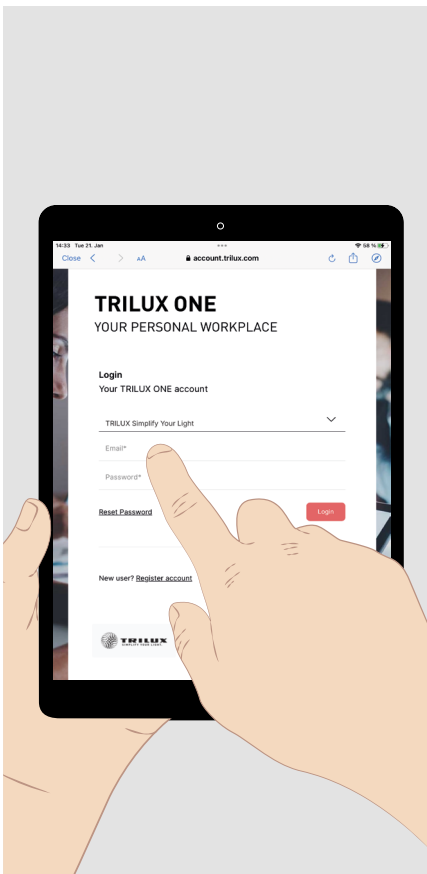 14:33 Tue 21. Jan
58 %
Close
AA
account.trilux.com
TRILUX ONE
YOUR PERSONAL WORKPLACE
Login
Your TRILUX ONE account
TRILUX Simplify Your Light
Email*
Password*
Reset Password
Login
New user? Register account
TRILUX
SIMPLIFY YOUR LIGHT.